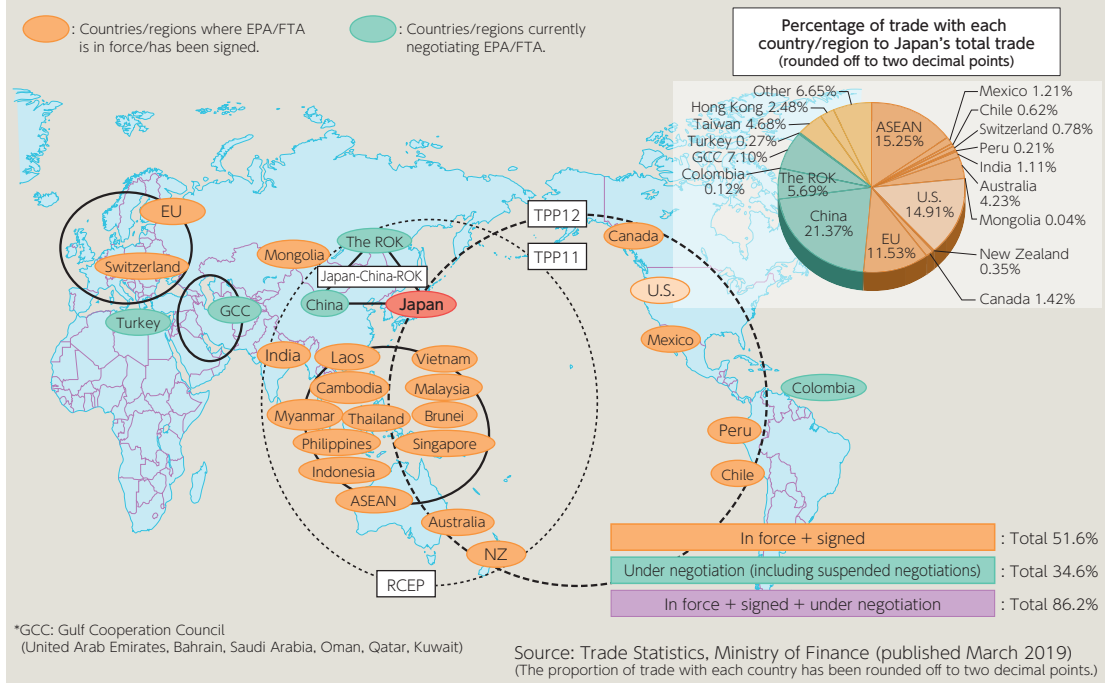 : Countries/regions where EPA/FTA
is in force/has been signed.
: Countries/regions currently
negotiating EPA/FTA.
Percentage of trade with each
country/region to Japan's total trade
(rounded off to two decimal points)
Other 6.65%
Hong Kong 2.48%
Taiwan 4.68%
Turkey 0.27%
GCC 7.10%
Colombia
0.12%
The ROK
5.69%
China
21.37%
EU
11.53%
ASEAN
15.25%
U.S.
14.91%
Mexico 1.21%
Chile 0.62%
Switzerland 0.78%
Peru 0.21%
India 1.11%
Australia
4.23%
Mongolia 0.04%
New Zealand
0.35%
Canada 1.42%
EU
Switzerland
Turkey
GCC
Mongolia
The ROK
Japan-China-ROK
China
Japan
TPP12
TPP11
Canada
U.S.
Mexico
Colombia
Peru
Chile
India
Laos
Vietnam
Cambodia
Malaysia
Myanmar
Thailand
Brunei
Philippines
Singapore
Indonesia
ASEAN
Australia
NZ
RCEP
In force + signed
: Total 51.6%
Under negotiation (including suspended negotiations)
: Total 34.6%
In force + signed + under negotiation
: Total 86.2%
*GCC: Gulf Cooperation Council
(United Arab Emirates, Bahrain, Saudi Arabia, Oman, Qatar, Kuwait)
Source: Trade Statistics, Ministry of Finance (published March 2019)
(The proportion of trade with each country has been rounded off to two decimal points.)